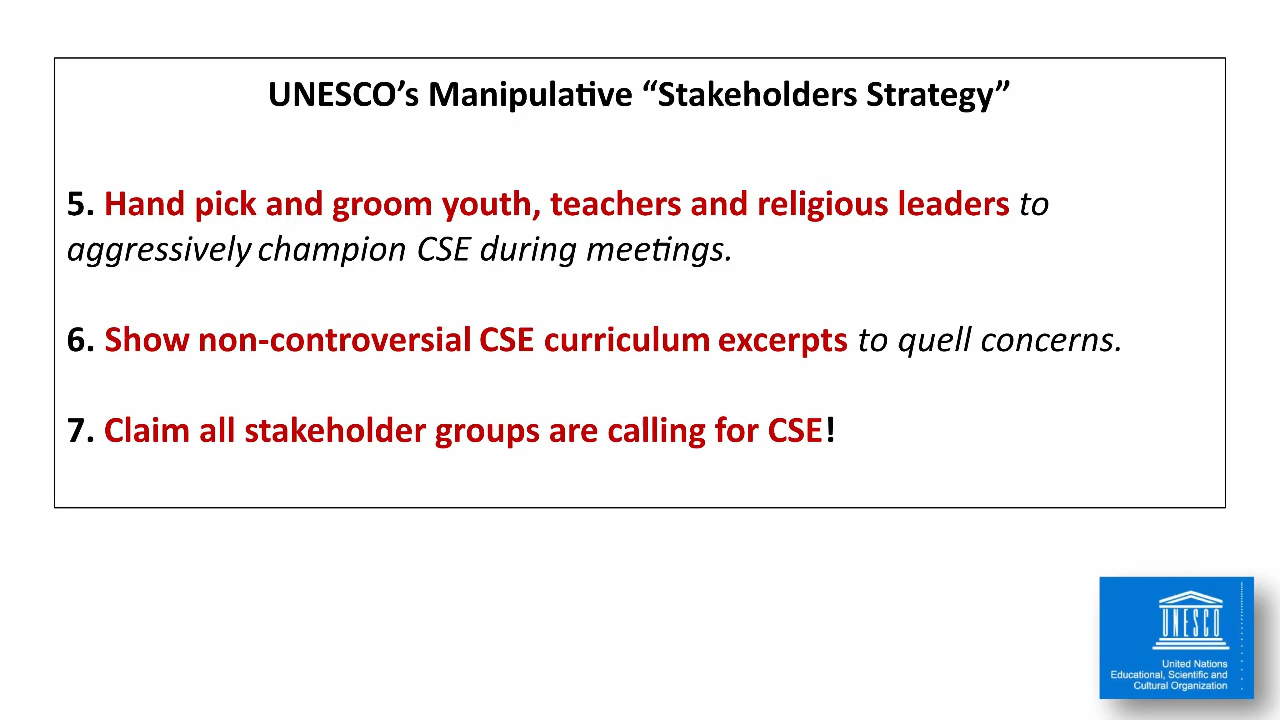 UNESCO’s Manipulative “Stakeholders Strategy”
5. Hand pick and groom youth, teachers and religious leaders to
aggressively champion CSE during meetings.
6. Show non-controversial CSE curriculum excerpts to quell concerns.
7. Claim all stakeholder groups are calling for CSE!
UNESCO
United Nations
Educational, Scientific and
Cultural Organization